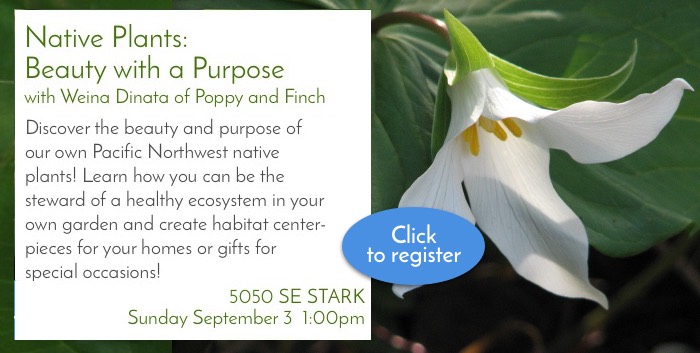 Native Plants:
Beauty with a Purpose
with Weina Dinata of Poppy and Finch
Discover the beauty and purpose of
our own Pacific Northwest native
plants! Learn how you can be the
steward of a healthy ecosystem in your
own garden and create habitat center-
pieces for your homes or gifts for
special occasions!
Click
to register
5050 SE STARK
Sunday September 3 1:00pm